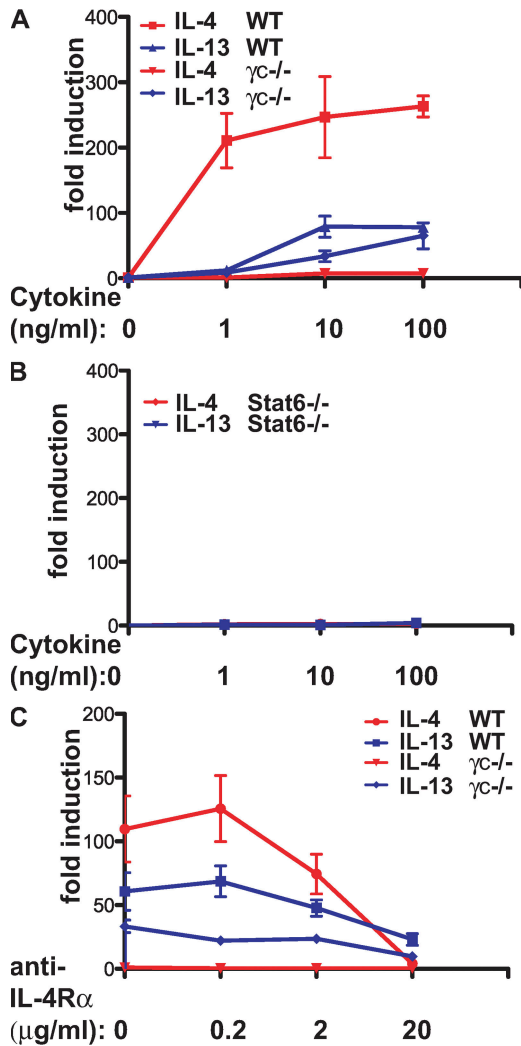 A
400
300
200
100
0
fold induction
IL-4 WT
IL-13 WT
IL-4 γc-/-
IL-13 γc-/-
Cytokine
(ng/ml): 0 1 10 100
B
400
300
200
100
0
fold induction
IL-4 Stat6-/-
IL-13 Stat6-/-
Cytokine
(ng/ml): 0 1 10 100
C
200
150
100
50
0
fold induction
IL-4 WT
IL-13 WT
IL-4 γc-/-
IL-13 γc-/-
anti-
IL-4Rα
(μg/ml): 0 0.2 2 20